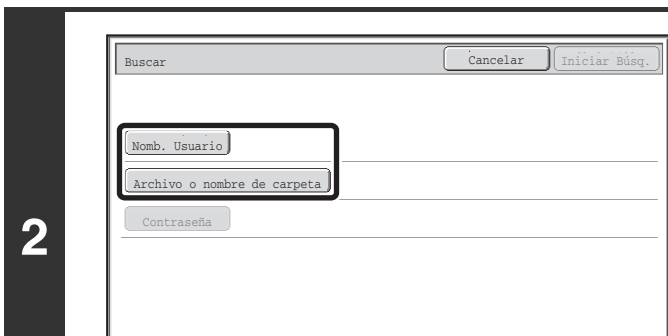 Buscar
Cancelar
Iniciar Búsq.
Nomb. Usuario
Archivo o nombre de carpeta
Contraseña
2